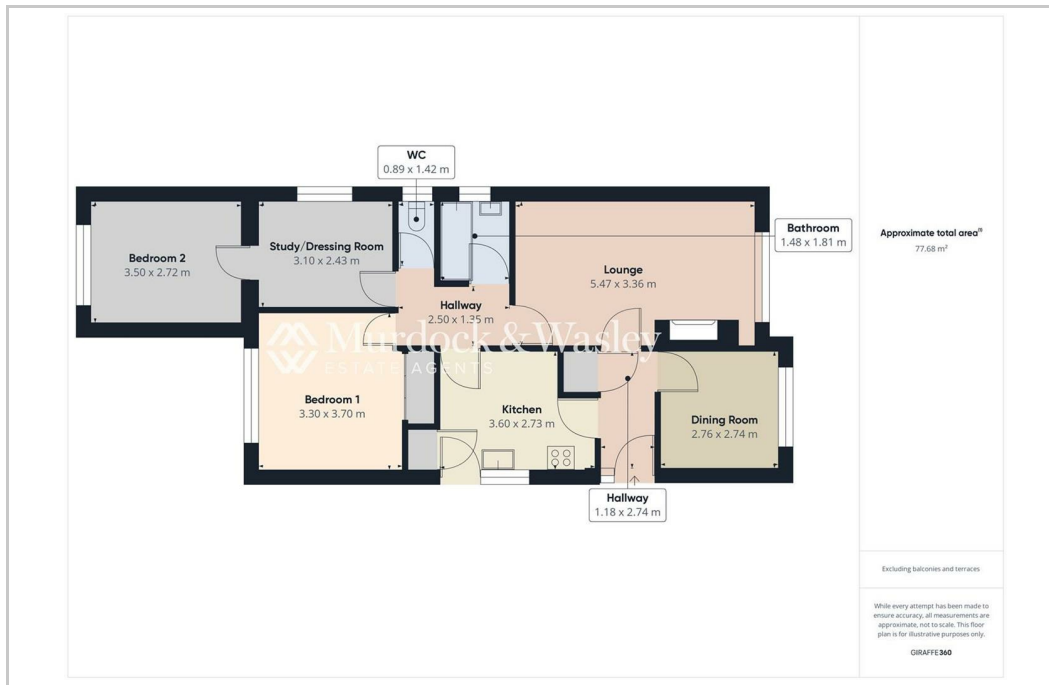 WC
0.89 x 1.42 m
Bedroom 2
3.50 x 2.72 m
Study/Dressing Room
3.10 x 2.43 m
Bathroom
1.48 x 1.81 m
Lounge
5.47 x 3.36 m
Hallway
2.50 x 1.35 m
Murdock & Wasley
ESTATE AGENTS
Bedroom 1
3.30 x 3.70 m
Kitchen
3.60 x 2.73 m
Dining Room
2.76 x 2.74 m
Hallway
1.18 x 2.74 m
Approximate total area⁽¹⁾
77.68 m²
Excluding balconies and terraces
While every attempt has been made to
ensure accuracy, all measurements are
approximate, not to scale. This floor
plan is for illustrative purposes only.
GIRAFFE360